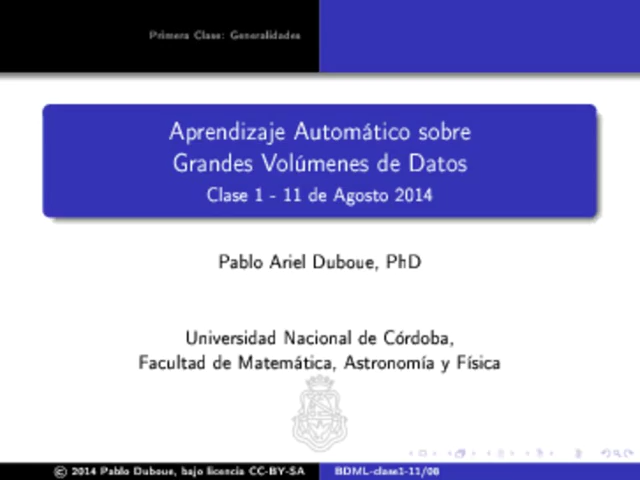 Primera Clase: Generalidades
Aprendizaje Automático sobre
Grandes Volúmenes de Datos
Clase 1 - 11 de Agosto 2014
Pablo Ariel Duboue, PhD
Universidad Nacional de Córdoba,
Facultad de Matemática, Astronomía y Física
© 2014 Pablo Duboue, bajo licencia CC-BY-SA
BDML-clase1-11/08